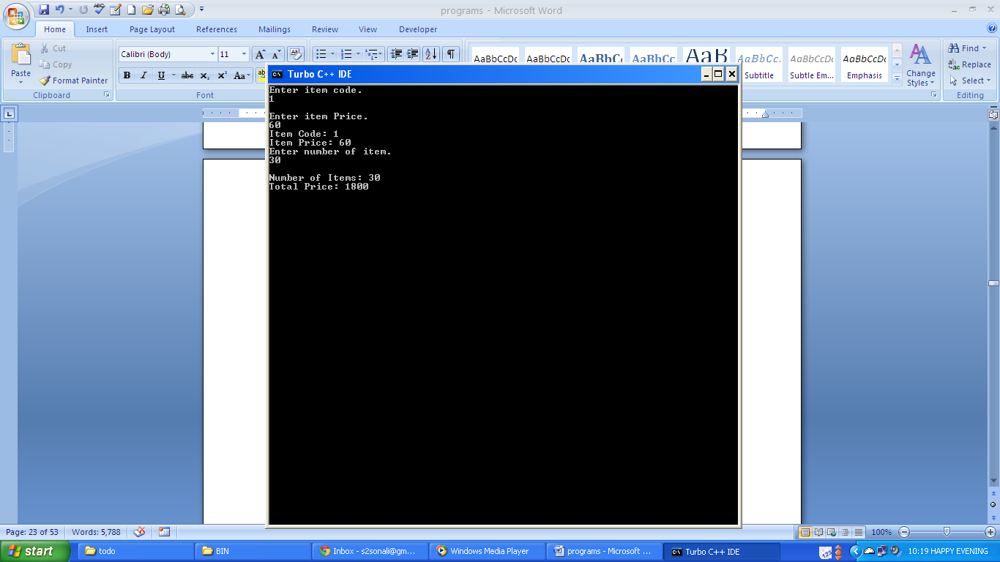 programs - Microsoft Word
Home Insert Page Layout References Mailings Review View Developer
Paste
Cut
Copy
Format Painter
Clipboard
Calibri (Body) 11
B I U abc X₂ X² Aa
Font
AaBbCcDc AaBbCcDc AaBbC AaBbCc AaB AaBbCc. AaBbCcDc AaBbCcDc
Subtitle Subtle Em... Emphasis
Change Styles
Find
Replace
Select
Editing
Turbo C++ IDE
Enter item code.
1
Enter item Price.
60
Item Code: 1
Item Price: 60
Enter number of item.
30
Number of Items: 30
Total Price: 1800
Page: 23 of 53 Words: 5,788 100%
start todo BIN Inbox - s2sonali@gm... Windows Media Player programs - Microsoft ... Turbo C++ IDE 10:19 HAPPY EVENING